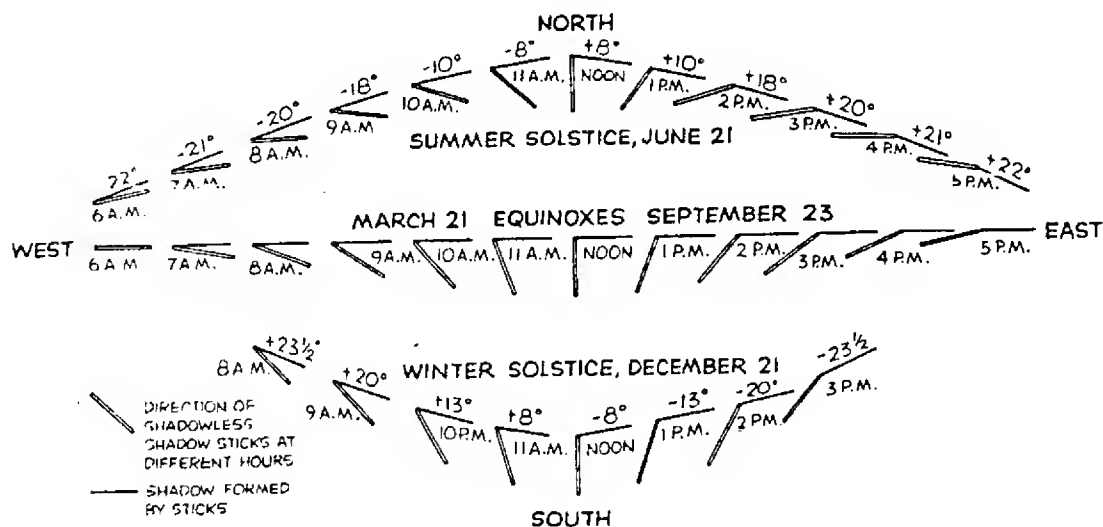 NORTH
-8° +8°
-10° +10°
-18° +18°
-20° +20°
-21° +21°
22° +22°
6 A.M. 7 A.M. 8 A.M. 9 A.M 10 A.M. 11 A.M. NOON 1 P.M. 2 P.M. 3 P.M. 4 P.M. 5 P.M.
SUMMER SOLSTICE, JUNE 21
MARCH 21 EQUINOXES SEPTEMBER 23
WEST EAST
6 A M 7 A.M. 8 A.M. 9 A.M. 10 A.M. 11 A.M. NOON 1 P.M. 2 P.M. 3 P.M. 4 P.M. 5 P.M.
+23½° -23½
WINTER SOLSTICE, DECEMBER 21
+20° +13° +8° -8° -13° -20°
8 A M. 9 A.M. 10 P.M. 11 A.M. NOON 1 P.M. 2 P.M. 3 P.M.
DIRECTION OF
SHADOWLESS
SHADOW STICKS AT
DIFFERENT HOURS
SHADOW FORMED
BY STICKS
SOUTH